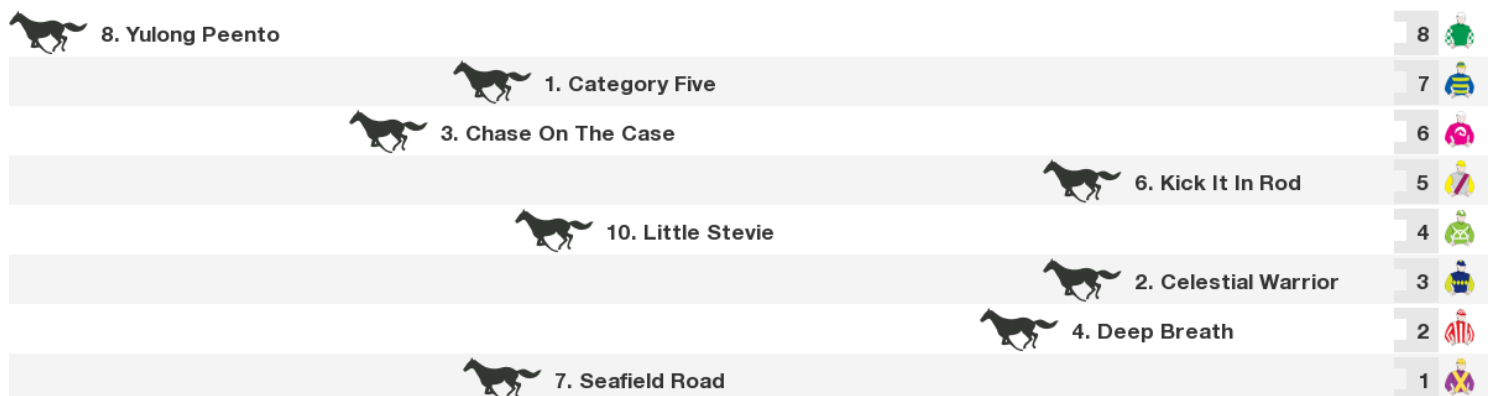 8. Yulong Peento 8
1. Category Five 7
3. Chase On The Case 6
6. Kick It In Rod 5
10. Little Stevie 4
2. Celestial Warrior 3
4. Deep Breath 2
7. Seafield Road 1